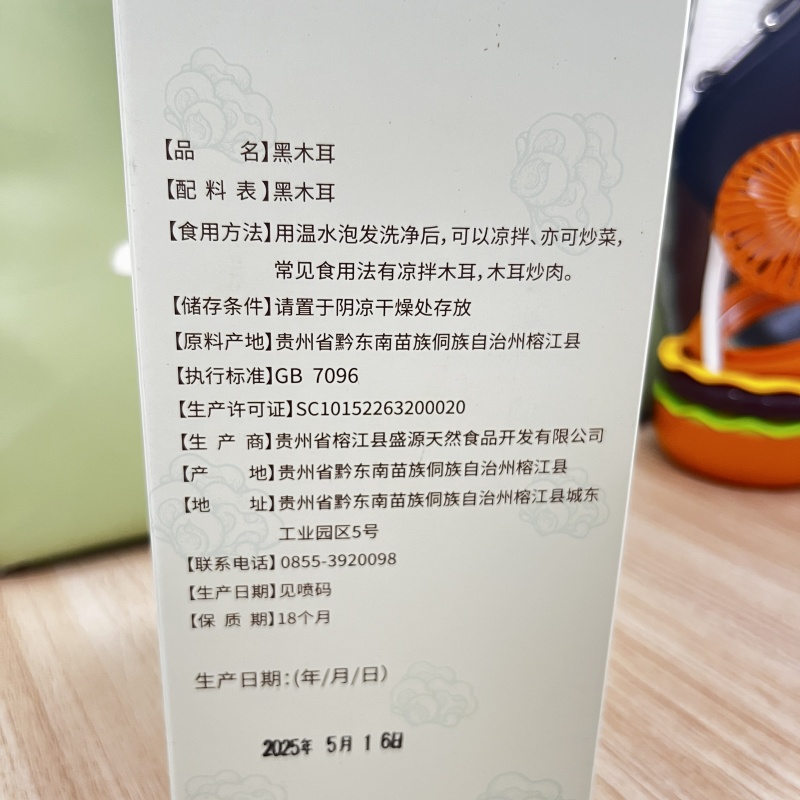 【品 名】黑木耳
【配 料 表】黑木耳
【食用方法】用温水泡发洗净后,可以凉拌、亦可炒菜,
常见食用法有凉拌木耳,木耳炒肉。
【储存条件】请置于阴凉干燥处存放
【原料产地】贵州省黔东南苗族侗族自治州榕江县
【执行标准】GB 7096
【生产许可证】SC10152263200020
【生 产 商】贵州省榕江县盛源天然食品开发有限公司
【产 地】贵州省黔东南苗族侗族自治州榕江县
【地 址】贵州省黔东南苗族侗族自治州榕江县城东
工业园区5号
【联系电话】0855-3920098
【生产日期】见喷码
【保 质 期】18个月
生产日期:(年/月/日)
2025年 5月 1 6日